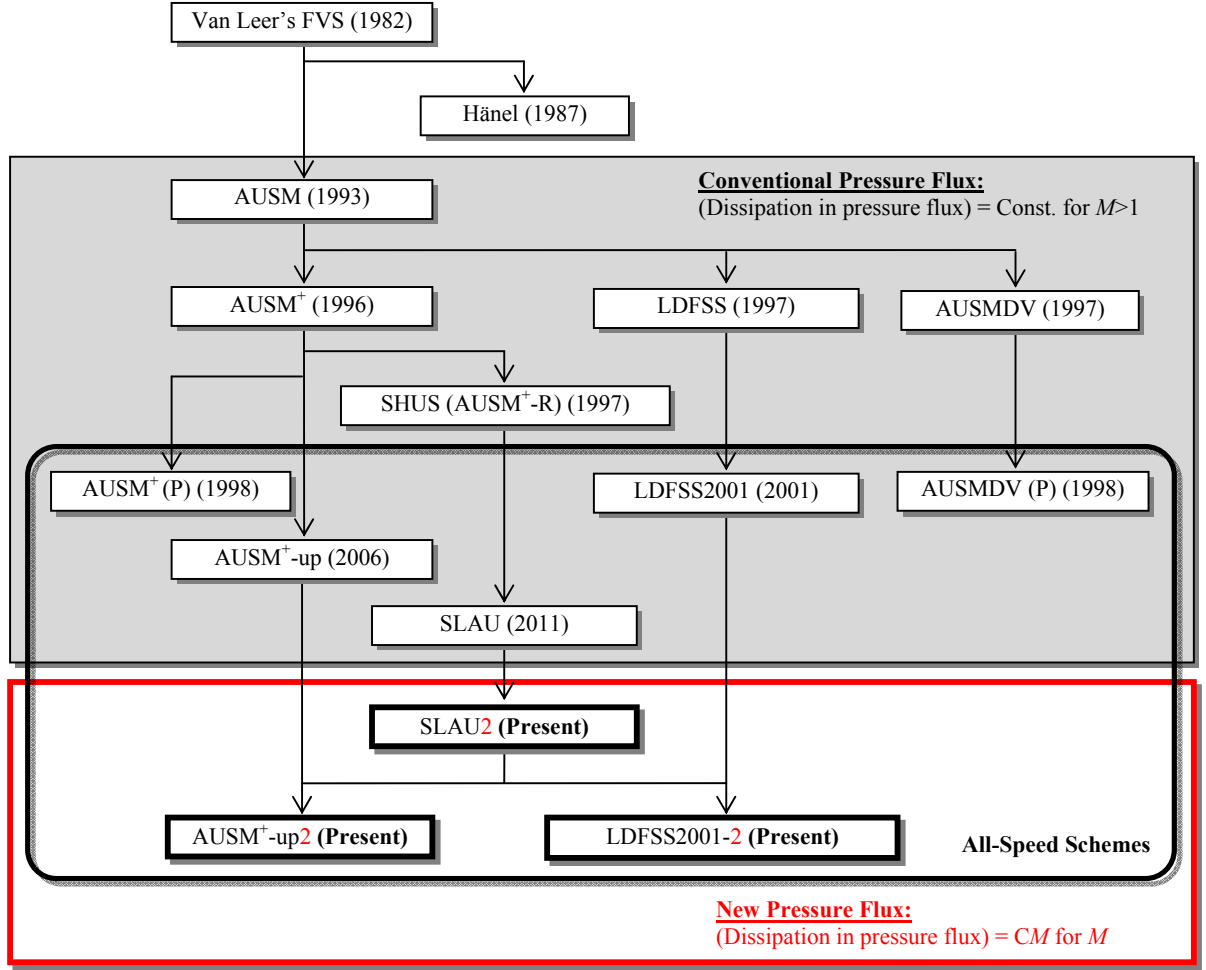 Van Leer's FVS (1982)
Hänel (1987)
AUSM (1993)
Conventional Pressure Flux:
(Dissipation in pressure flux) = Const. for M>1
AUSM⁺ (1996)
LDFSS (1997)
AUSMDV (1997)
SHUS (AUSM⁺-R) (1997)
AUSM⁺ (P) (1998)
LDFSS2001 (2001)
AUSMDV (P) (1998)
AUSM⁺-up (2006)
SLAU (2011)
SLAU2 (Present)
AUSM⁺-up2 (Present)
LDFSS2001-2 (Present)
All-Speed Schemes
New Pressure Flux:
(Dissipation in pressure flux) = CM for M